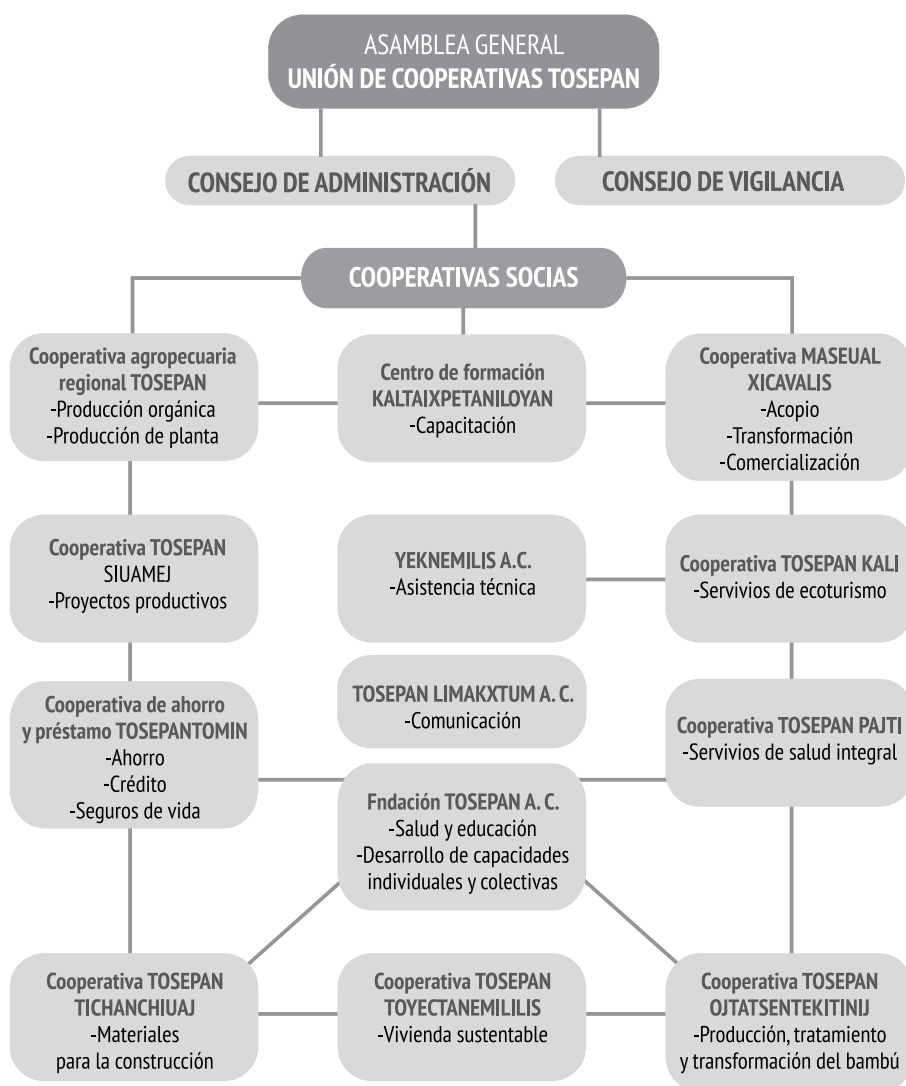 ASAMBLEA GENERAL
UNIÓN DE COOPERATIVAS TOSEPAN
CONSEJO DE ADMINISTRACIÓN
CONSEJO DE VIGILANCIA
COOPERATIVAS SOCIAS
Cooperativa agropecuaria
regional TOSEPAN
-Producción orgánica
-Producción de planta
Centro de formación
KALTAIXPETANILOYAN
-Capacitación
Cooperativa MASEUAL
XICAVALIS
-Acopio
-Transformación
-Comercialización
Cooperativa TOSEPAN
SIUAMEJ
-Proyectos productivos
YEKNEMILIS A.C.
-Asistencia técnica
Cooperativa TOSEPAN KALI
-Servivios de ecoturismo
Cooperativa de ahorro
y préstamo TOSEPANTOMIN
-Ahorro
-Crédito
-Seguros de vida
TOSEPAN LIMAKXTUM A. C.
-Comunicación
Cooperativa TOSEPAN PAJTI
-Servivios de salud integral
Fndación TOSEPAN A. C.
-Salud y educación
-Desarrollo de capacidades
individuales y colectivas
Cooperativa TOSEPAN
TICHANCHIUAJ
-Materiales
para la construcción
Cooperativa TOSEPAN
TOYECTANEMILILIS
-Vivienda sustentable
Cooperativa TOSEPAN
OJTATSENTEKITINIJ
-Producción, tratamiento
y transformación del bambú